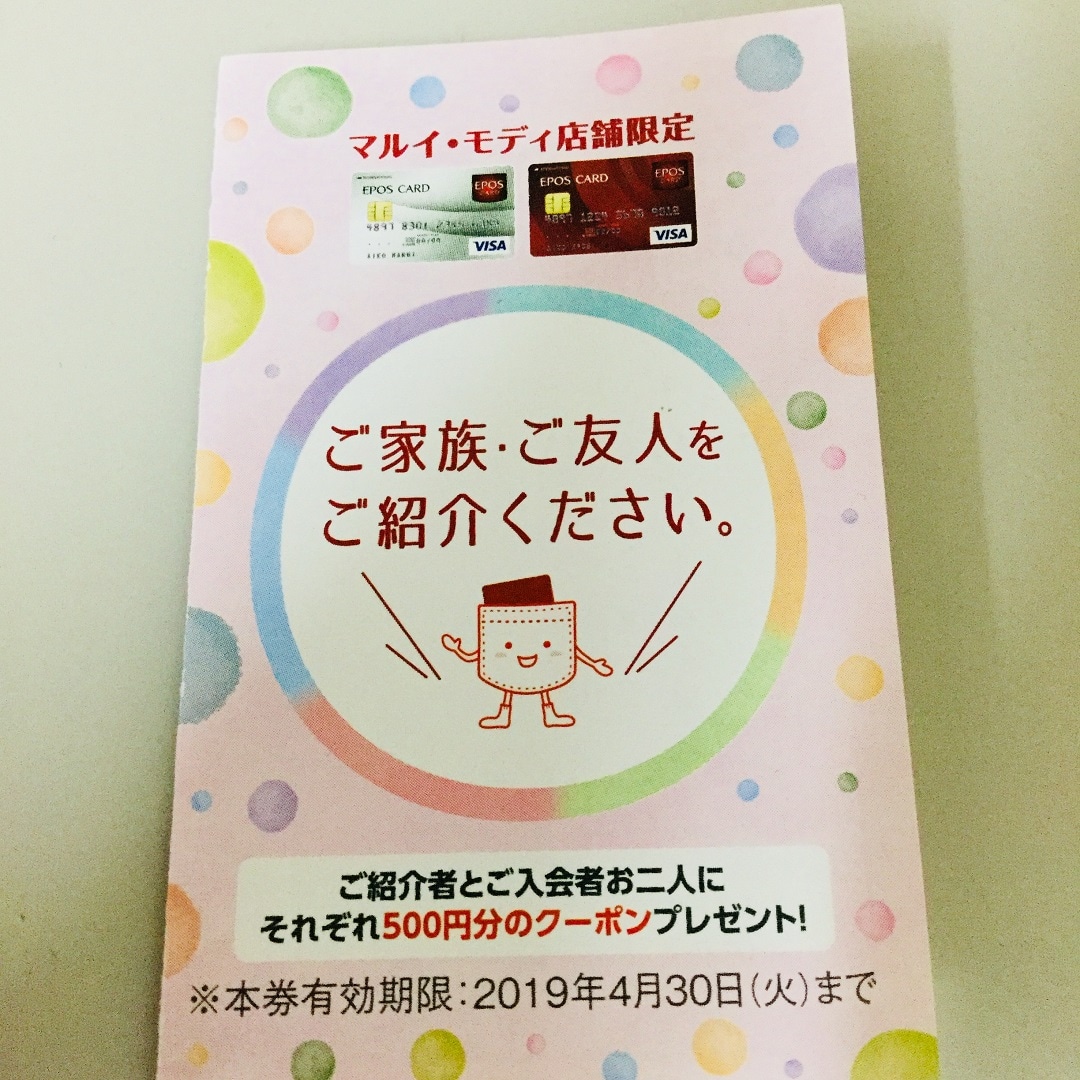 マルイ・モディ店舗限定
EPOS CARD
EPOS
CARD
VISA
EPOS CARD
EPOS
CARD
VISA
ご家族・ご友人を
ご紹介ください。
ご紹介者とご入会者お二人に
それぞれ500円分のクーポンプレゼント!
※本券有効期限:2019年4月30日(火)まで